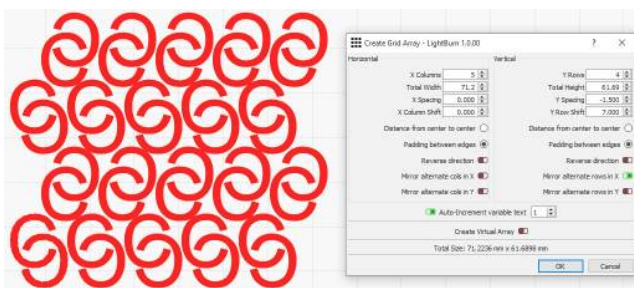 Create Grid Array - LightBurn 1.0.00 ? ×
Horizontal Vertical
X Columns 5 Y Rows 4
Total Width 71.2 Total Height 61.69
X Spacing 0.000 Y Spacing -1.500
X Column Shift 0.000 Y Row Shift 7.000
Distance from center to center Distance from center to center
Padding between edges Padding between edges
Reverse direction Reverse direction
Mirror alternate cols in X Mirror alternate rows in X
Mirror alternate cols in Y Mirror alternate rows in Y
Auto-Increment variable text 1
Create Virtual Array
Total Size: 71.2236 mm x 61.6898 mm
OK Cancel